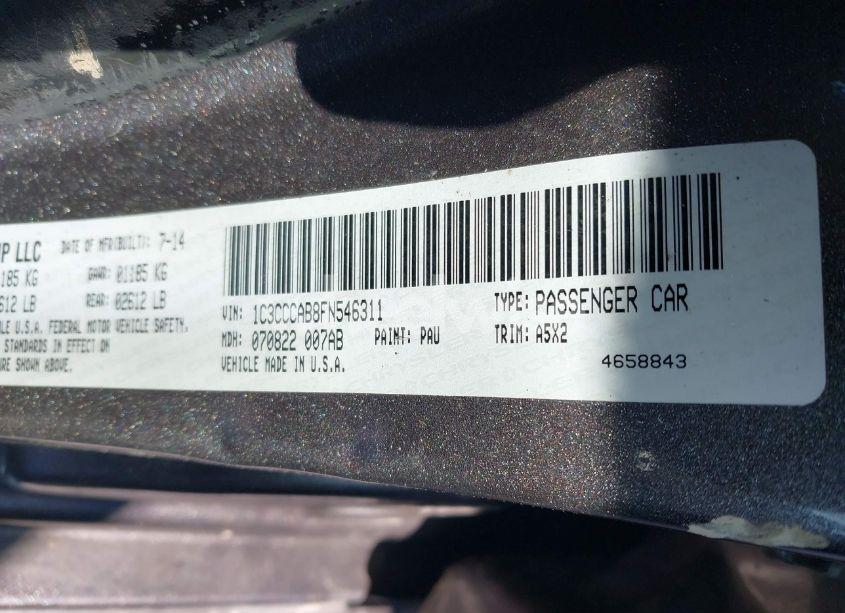 P LLC DATE OF MFR(BUILT): 7-14
185 KG GAWR: 01185 KG
612 LB REAR: 02612 LB
LE U.S.A. FEDERAL MOTOR VEHICLE SAFETY.
STANDARDS IN EFFECT ON
URE SHOWN ABOVE.
VIN: 1C3CCCAB8FN546311 TYPE: PASSENGER CAR
MDH: 070822 007AB PAINT: PAU TRIM: A5X2
VEHICLE MADE IN U.S.A. 4658843